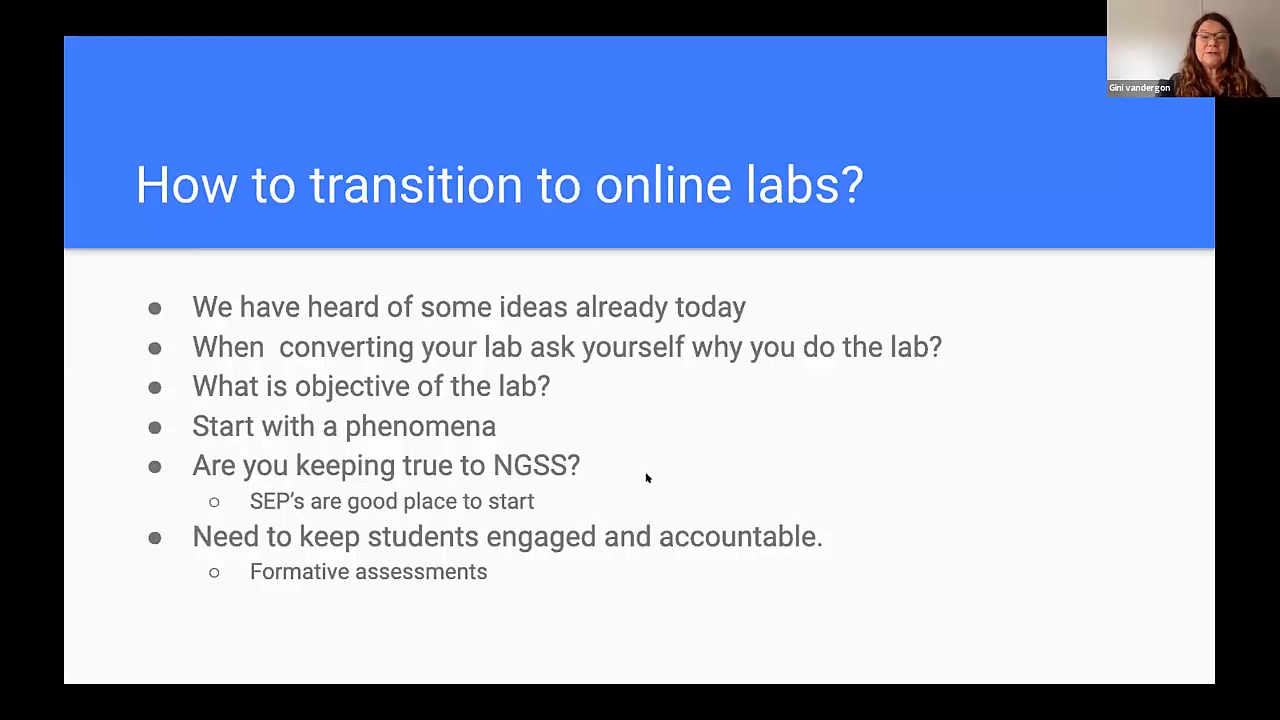 Gini vandergon
How to transition to online labs?
● We have heard of some ideas already today
● When  converting your lab ask yourself why you do the lab?
● What is objective of the lab?
● Start with a phenomena
● Are you keeping true to NGSS?
○ SEP's are good place to start
● Need to keep students engaged and accountable.
○ Formative assessments